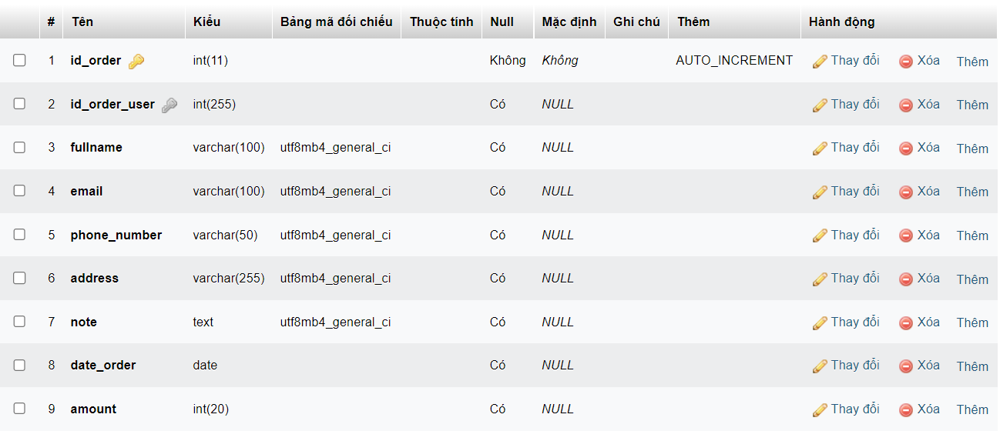 # Tên Kiểu Bảng mã đối chiếu Thuộc tính Null Mặc định Ghi chú Thêm Hành động
1 id_order int(11) Không Không AUTO_INCREMENT Thay đổi Xóa Thêm
2 id_order_user int(255) Có NULL Thay đổi Xóa Thêm
3 fullname varchar(100) utf8mb4_general_ci Có NULL Thay đổi Xóa Thêm
4 email varchar(100) utf8mb4_general_ci Có NULL Thay đổi Xóa Thêm
5 phone_number varchar(50) utf8mb4_general_ci Có NULL Thay đổi Xóa Thêm
6 address varchar(255) utf8mb4_general_ci Có NULL Thay đổi Xóa Thêm
7 note text utf8mb4_general_ci Có NULL Thay đổi Xóa Thêm
8 date_order date Có NULL Thay đổi Xóa Thêm
9 amount int(20) Có NULL Thay đổi Xóa Thêm